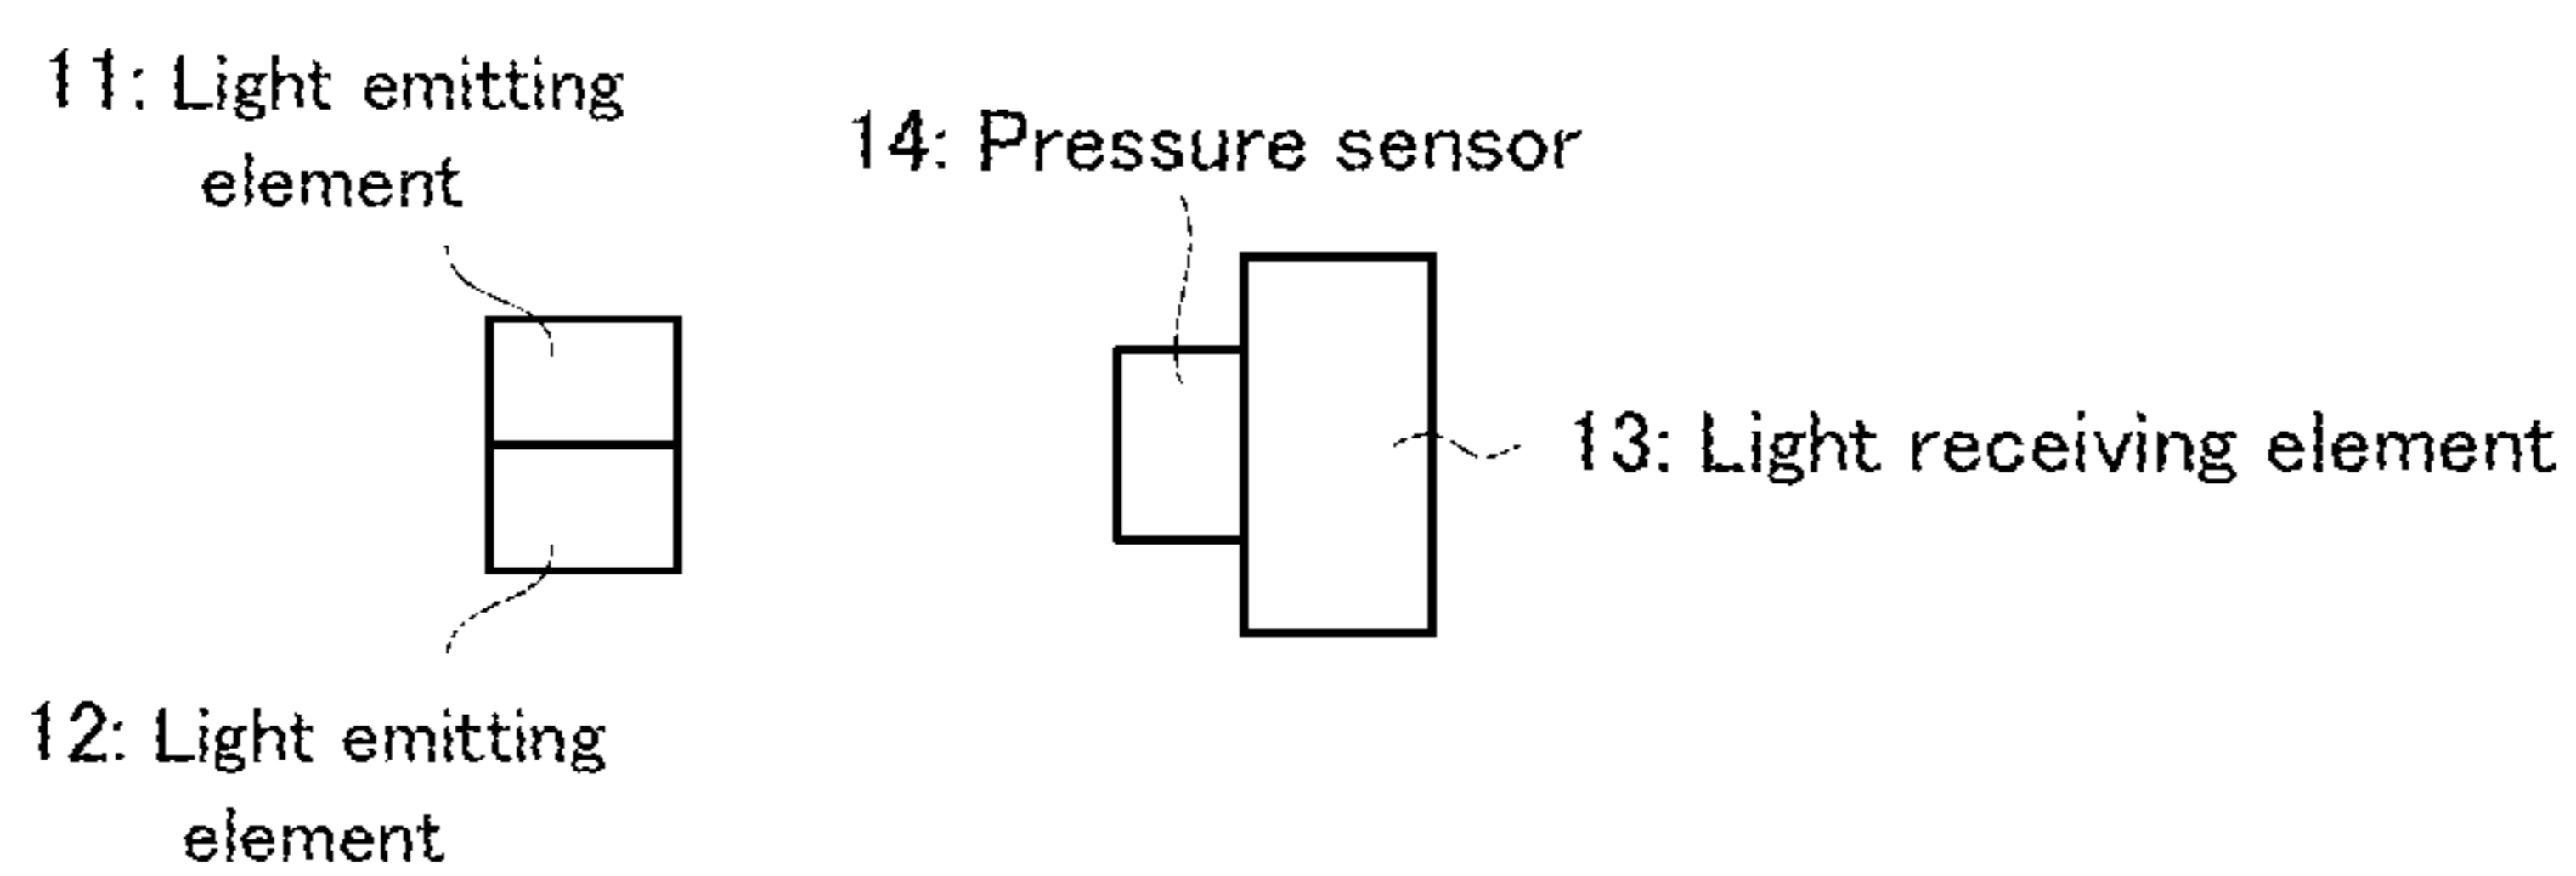 11: Light emitting
element
14: Pressure sensor
13: Light receiving element
12: Light emitting
element